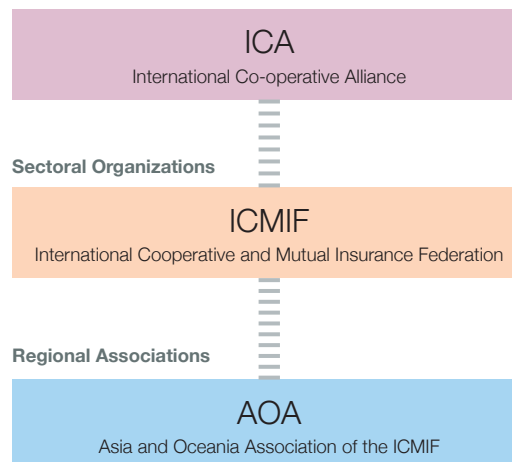 ICA
International Co-operative Alliance
Sectoral Organizations
ICMIF
International Cooperative and Mutual Insurance Federation
Regional Associations
AOA
Asia and Oceania Association of the ICMIF